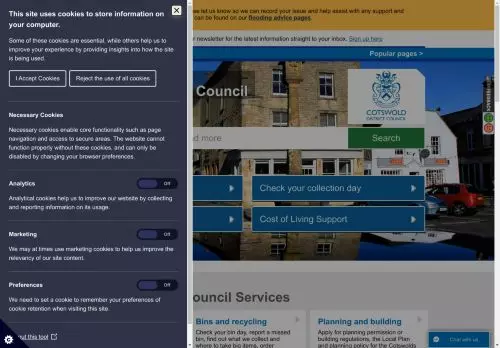 This site uses cookies to store information on
your computer.
Some of these cookies are essential, while others help us to
improve your experience by providing insights into how the site
is being used.
I Accept Cookies
Reject the use of all cookies
Necessary Cookies
Necessary cookies enable core functionality such as page
navigation and access to secure areas. The website cannot
function properly without these cookies, and can only be
disabled by changing your browser preferences.
Analytics
Off
Analytical cookies help us to improve our website by collecting
and reporting information on its usage.
Marketing
Off
We may at times use marketing cookies to help us improve the
relevancy of our site content.
Preferences
Off
We need to set a cookie to remember your preferences of
cookie retention when visiting this site.
About this tool
se let us know so we can record your issue and help assist with any support and
can be found on our flooding advice pages.
r newsletter for the latest information straight to your inbox. Sign up here
Popular pages >
Council
COTSWOLD
DISTRICT COUNCIL
nd more
Search
Check your collection day
Cost of Living Support
ouncil Services
Bins and recycling
Check your bin day, report a missed
bin, find out what we collect and
where to take big items, order
Planning and building
Apply for planning permission or
building regulations, the Local Plan
and planning policy for the Cotswolds
Chat with us..